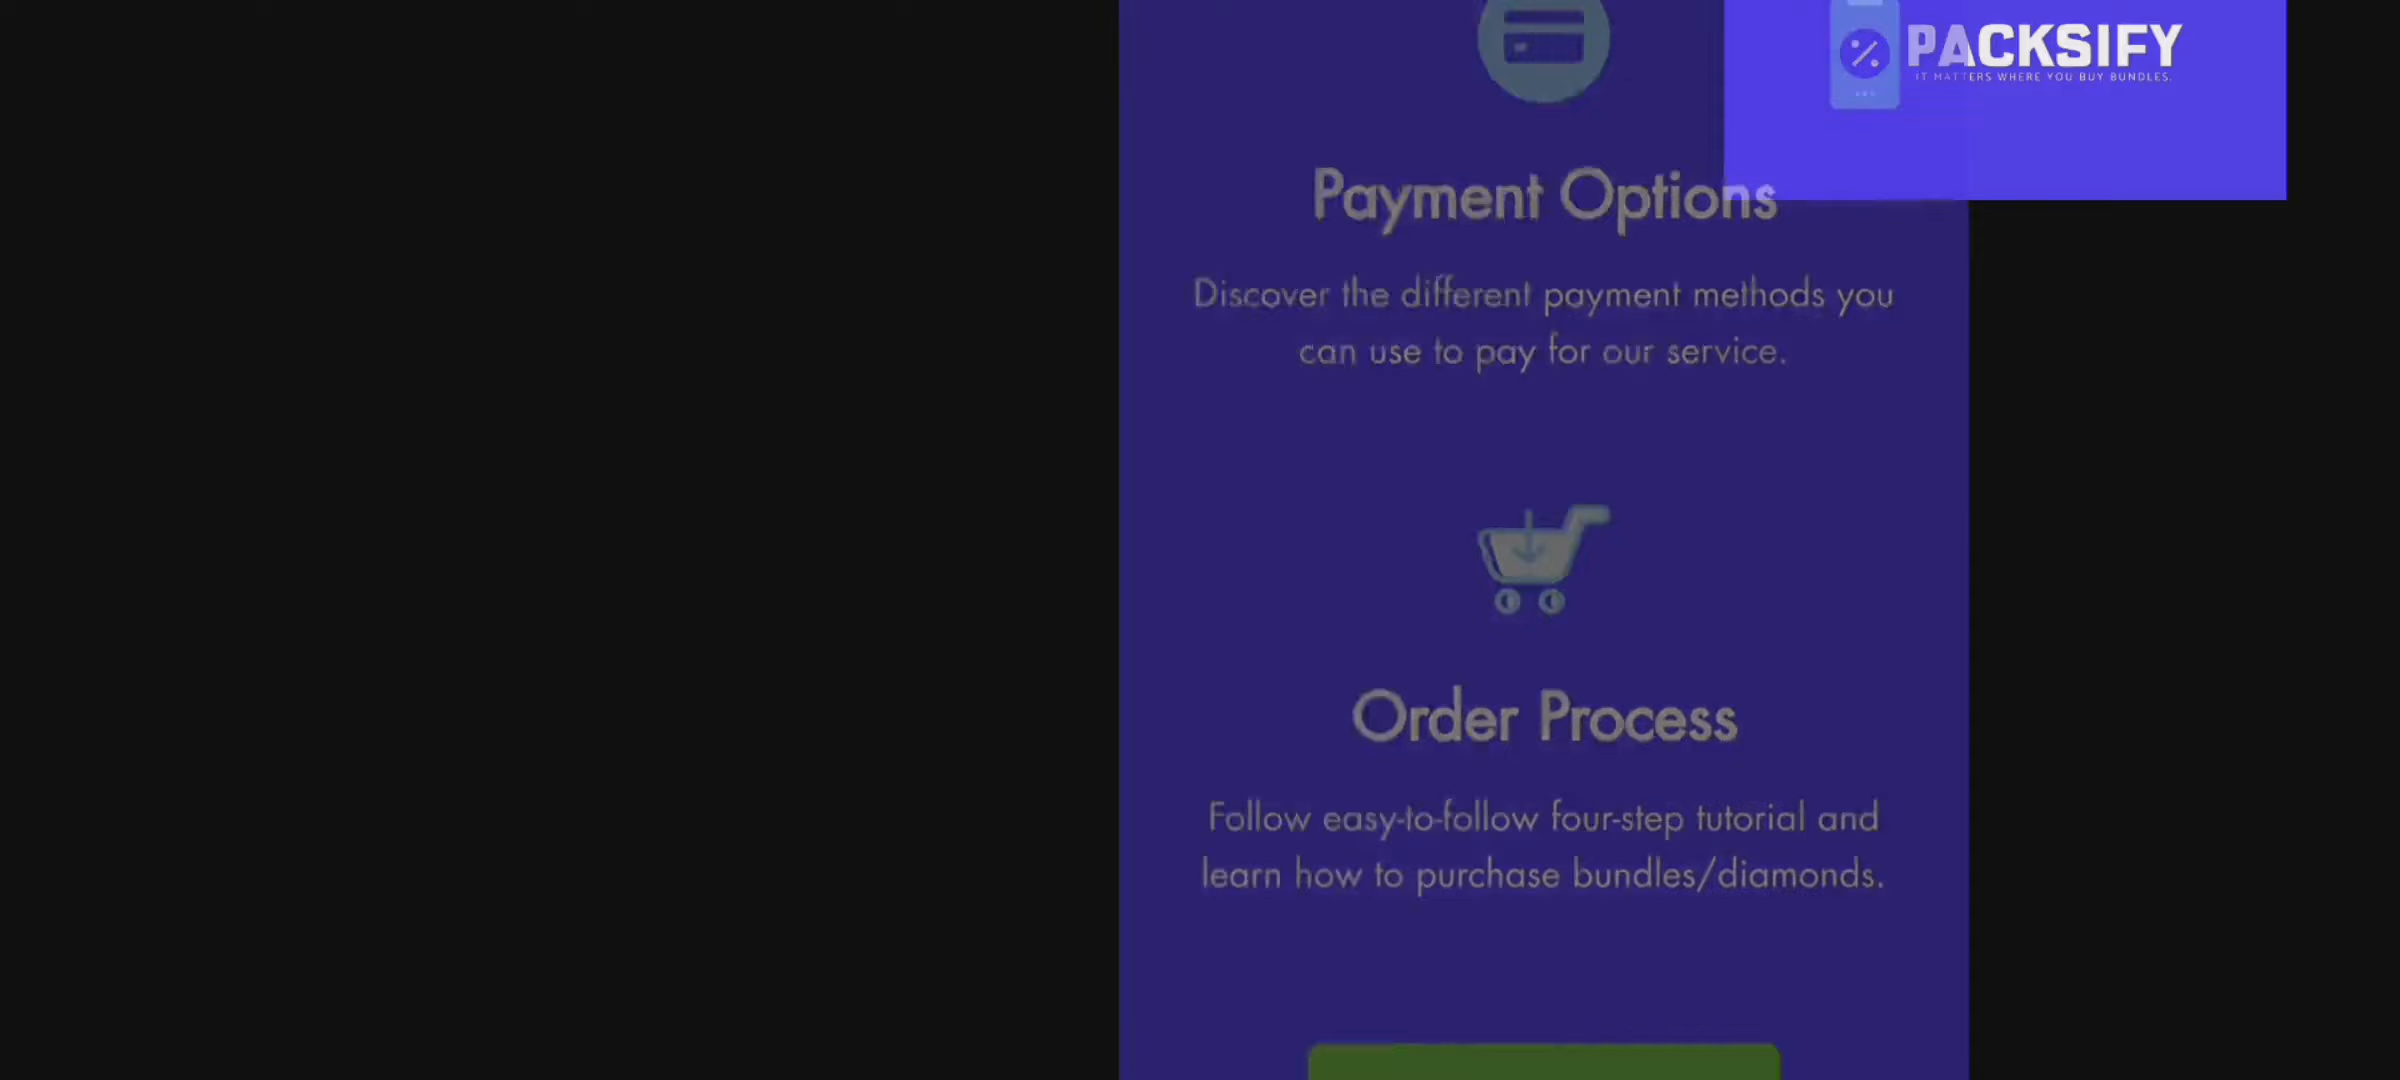 PACKSIFY
IT MATTERS WHERE YOU BUY BUNDLES.
Payment Options
Discover the different payment methods you
can use to pay for our service.
Order Process
Follow easy-to-follow four-step tutorial and
learn how to purchase bundles/diamonds.